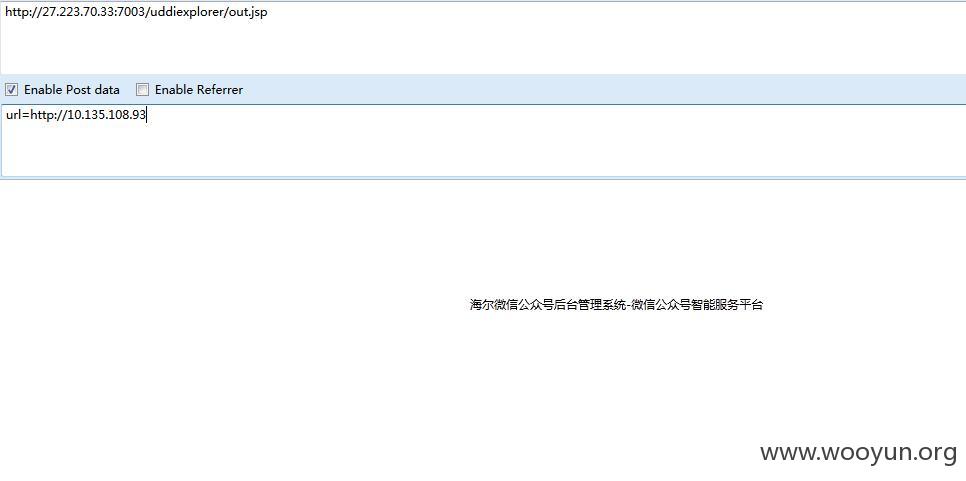 http://27.223.70.33:7003/uddiexplorer/out.jsp
Enable Post data Enable Referrer
url=http://10.135.108.93
海尔微信公众号后台管理系统-微信公众号智能服务平台
www.wooyun.org